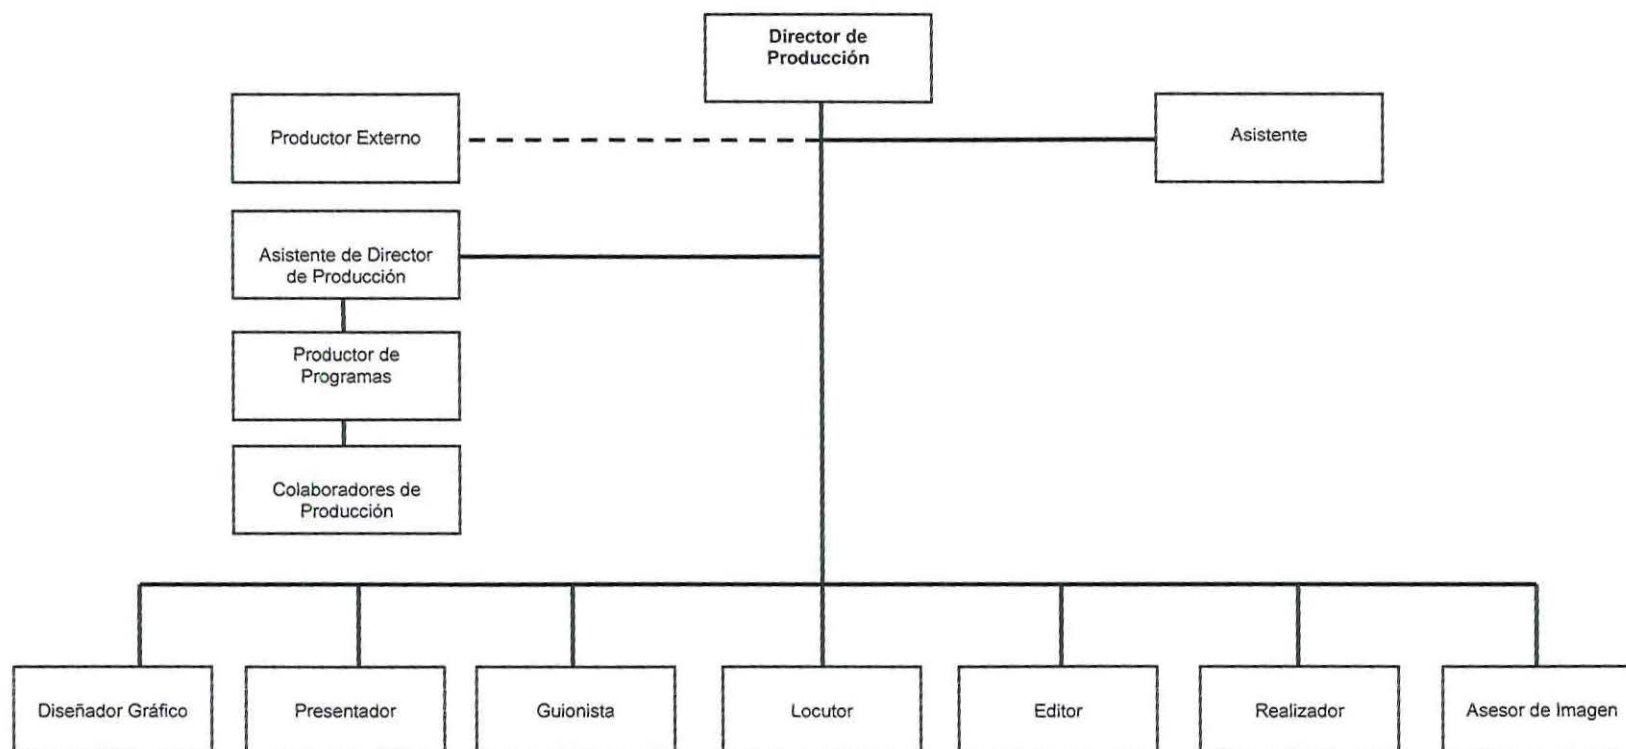 Director de
Producción
Productor Externo
Asistente
Asistente de Director
de Producción
Productor de
Programas
Colaboradores de
Producción
Diseñador Gráfico
Presentador
Guionista
Locutor
Editor
Realizador
Asesor de Imagen